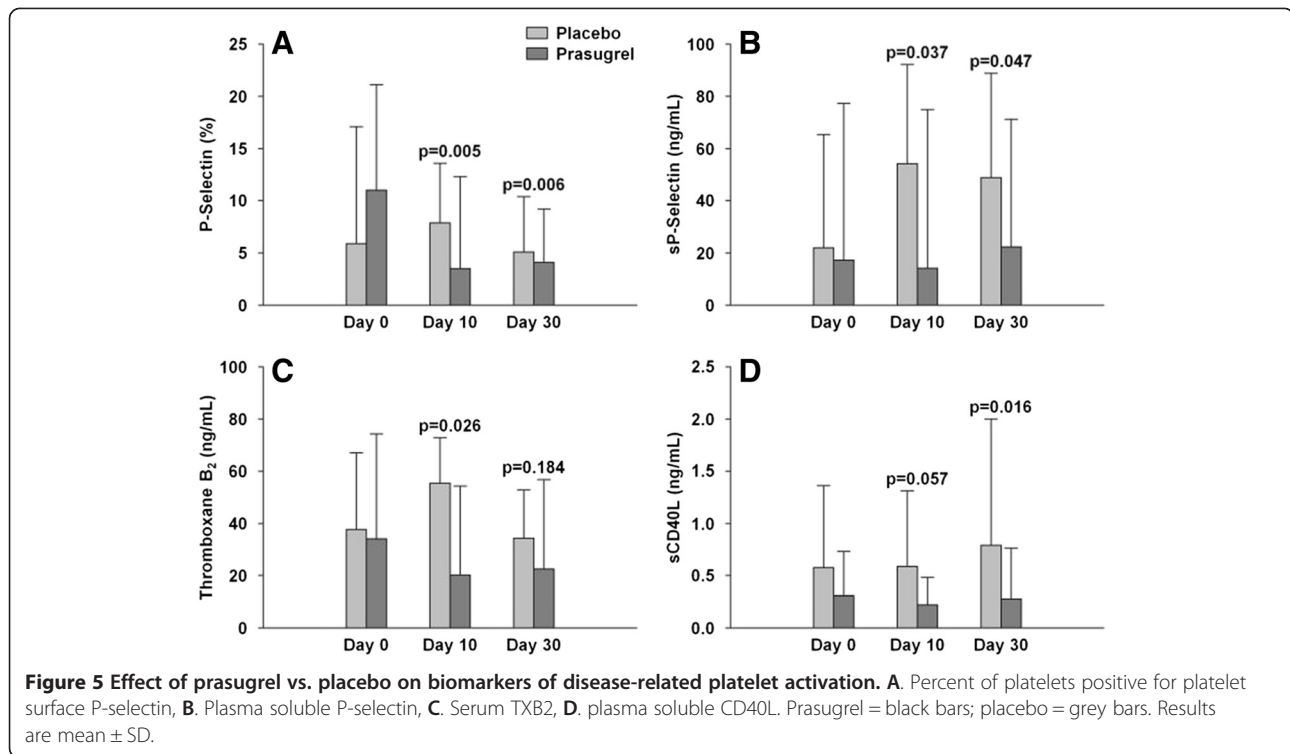 A
Placebo
Prasugrel
P-Selectin (%)
25
20
15
10
5
0
p=0.005
p=0.006
Day 0 Day 10 Day 30
B
sP-Selectin (ng/mL)
100
80
60
40
20
0
p=0.037
p=0.047
Day 0 Day 10 Day 30
C
Thromboxane B₂ (ng/mL)
100
80
60
40
20
0
p=0.026
p=0.184
Day 0 Day 10 Day 30
D
sCD40L (ng/mL)
2.5
2.0
1.5
1.0
0.5
0.0
p=0.057
p=0.016
Day 0 Day 10 Day 30
Figure 5 Effect of prasugrel vs. placebo on biomarkers of disease-related platelet activation. A. Percent of platelets positive for platelet
surface P-selectin, B. Plasma soluble P-selectin, C. Serum TXB2, D. plasma soluble CD40L. Prasugrel = black bars; placebo = grey bars. Results
are mean ± SD.